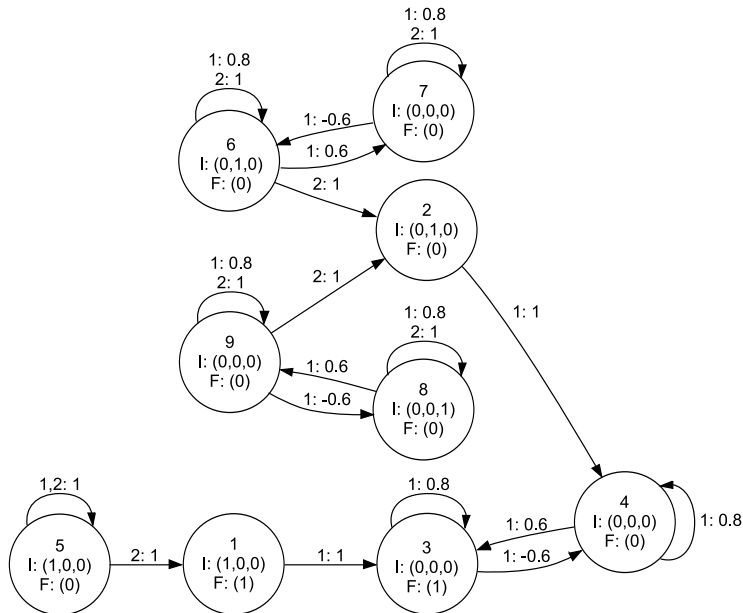 1: 0.8
2: 1
7
I: (0,0,0)
F: (0)
1: 0.8
2: 1
6
I: (0,1,0)
F: (0)
1: -0.6
1: 0.6
2: 1
2
I: (0,1,0)
F: (0)
1: 0.8
2: 1
9
I: (0,0,0)
F: (0)
2: 1
1: 1
1: 0.8
2: 1
8
I: (0,0,1)
F: (0)
1: 0.6
1: -0.6
4
I: (0,0,0)
F: (0)
1: 0.8
1,2: 1
5
I: (1,0,0)
F: (0)
2: 1
1
I: (1,0,0)
F: (1)
1: 1
1: 0.8
3
I: (0,0,0)
F: (1)
1: 0.6
1: -0.6